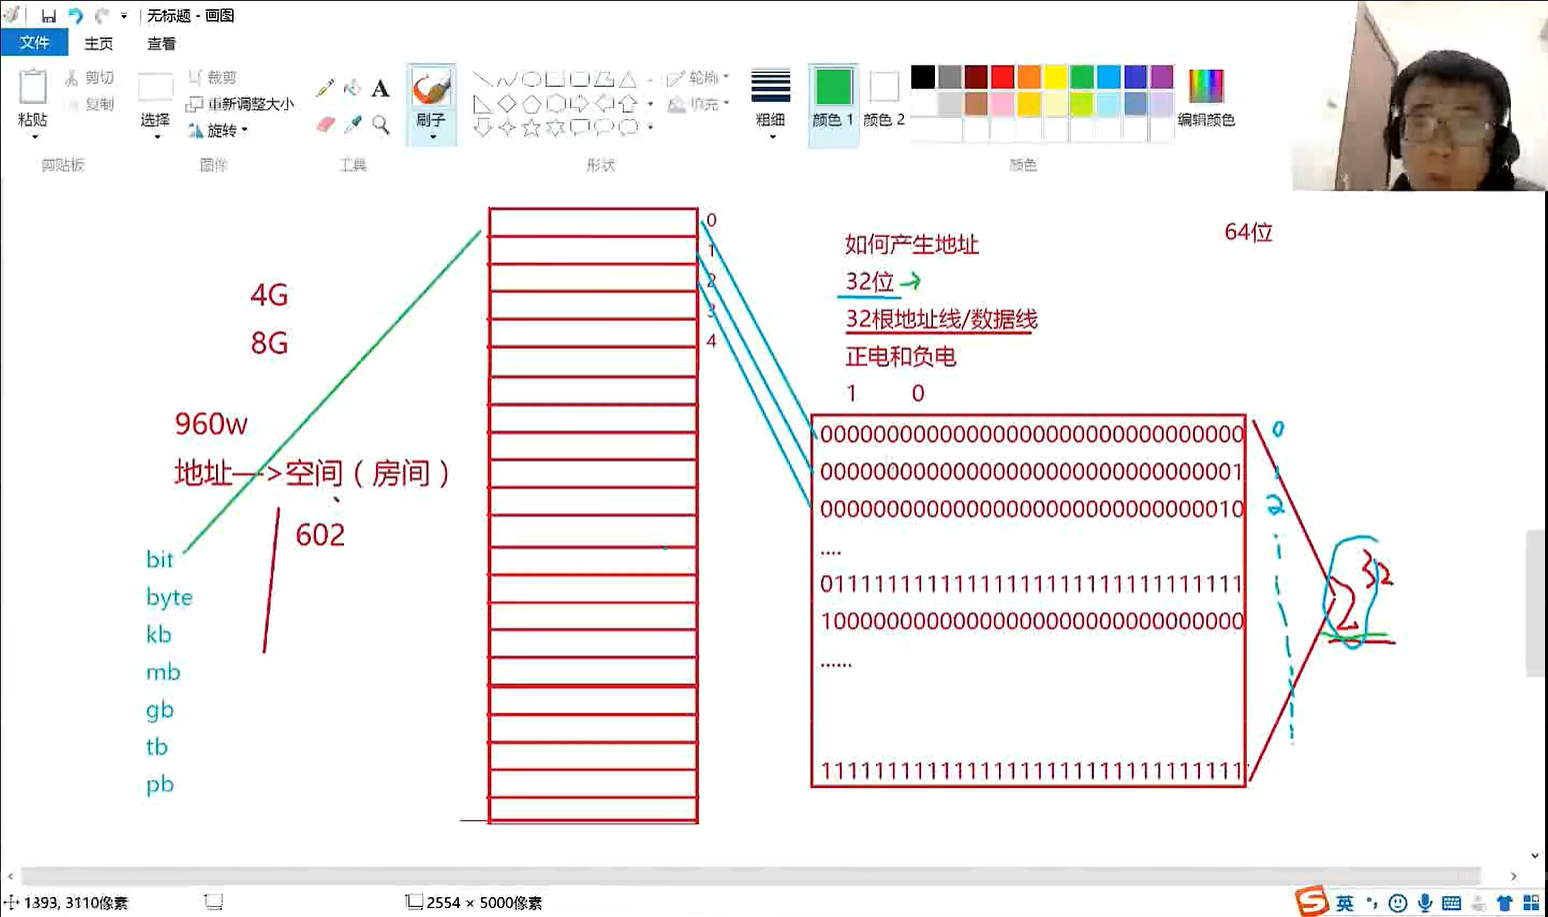 无标题 - 画图
文件 主页 查看
粘贴 剪切 复制
选择 裁剪 重新调整大小 旋转
A
刷子
轮廓 填充
粗细
颜色 1 颜色 2
编辑颜色
剪贴板 图像 工具 形状 颜色
4G
8G
960w
地址—>空间（房间）
、
602
bit
byte
kb
mb
gb
tb
pb
0
1
2
3
4
如何产生地址
64位
32位
32根地址线/数据线
正电和负电
1 0
00000000000000000000000000000000
00000000000000000000000000000001
00000000000000000000000000000010
....
01111111111111111111111111111111
10000000000000000000000000000000
......
11111111111111111111111111111111
0
1
2
2 32
1393, 3110像素
2554 × 5000像素
S 英